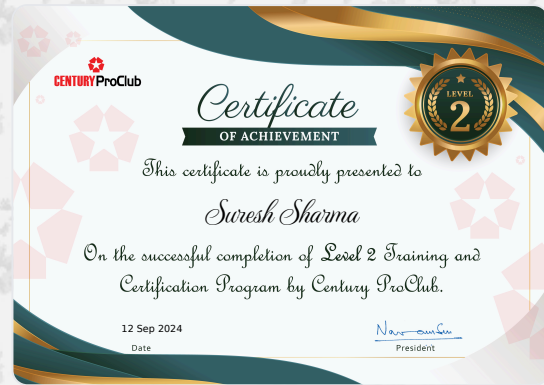 CENTURY ProClub
Certificate
OF ACHIEVEMENT
LEVEL
2
This certificate is proudly presented to
Suresh Sharma
On the successful completion of Level 2 Training and
Certification Program by Century ProClub.
12 Sep 2024
Date
President